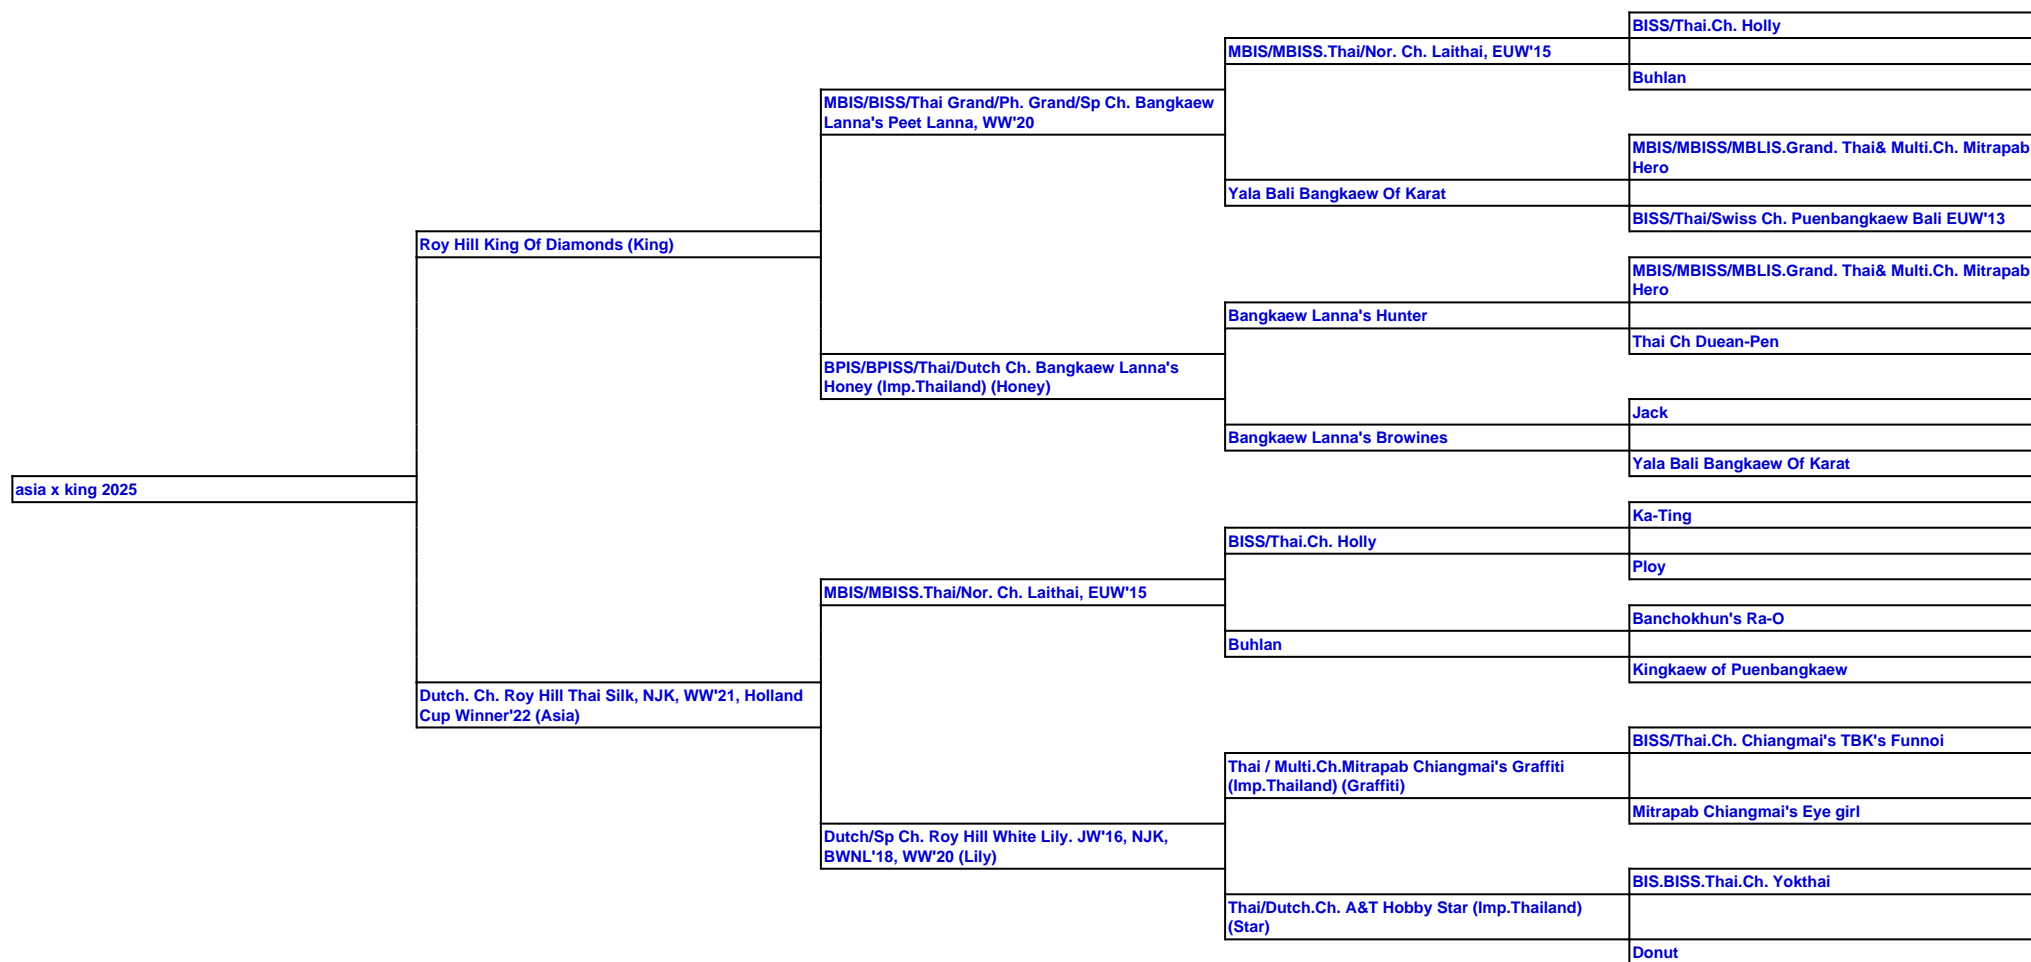 BISS/Thai.Ch. Holly
MBIS/MBISS.Thai/Nor. Ch. Laithai, EUW'15
Buhlan
MBIS/BISS/Thai Grand/Ph. Grand/Sp Ch. Bangkaew
Lanna's Peet Lanna, WW'20
MBIS/MBISS/MBLIS.Grand. Thai& Multi.Ch. Mitrapab
Hero
Yala Bali Bangkaew Of Karat
BISS/Thai/Swiss Ch. Puenbangkaew Bali EUW'13
Roy Hill King Of Diamonds (King)
MBIS/MBISS/MBLIS.Grand. Thai& Multi.Ch. Mitrapab
Hero
Bangkaew Lanna's Hunter
Thai Ch Duean-Pen
BPIS/BPISS/Thai/Dutch Ch. Bangkaew Lanna's
Honey (Imp.Thailand) (Honey)
Jack
Bangkaew Lanna's Browines
Yala Bali Bangkaew Of Karat
asia x king 2025
Ka-Ting
BISS/Thai.Ch. Holly
Ploy
MBIS/MBISS.Thai/Nor. Ch. Laithai, EUW'15
Banchokhun's Ra-O
Buhlan
Kingkaew of Puenbangkaew
Dutch. Ch. Roy Hill Thai Silk, NJK, WW'21, Holland
Cup Winner'22 (Asia)
BISS/Thai.Ch. Chiangmai's TBK's Funnoi
Thai / Multi.Ch.Mitrapab Chiangmai's Graffiti
(Imp.Thailand) (Graffiti)
Mitrapab Chiangmai's Eye girl
Dutch/Sp Ch. Roy Hill White Lily. JW'16, NJK,
BWNL'18, WW'20 (Lily)
BIS.BISS.Thai.Ch. Yokthai
Thai/Dutch.Ch. A&T Hobby Star (Imp.Thailand)
(Star)
Donut